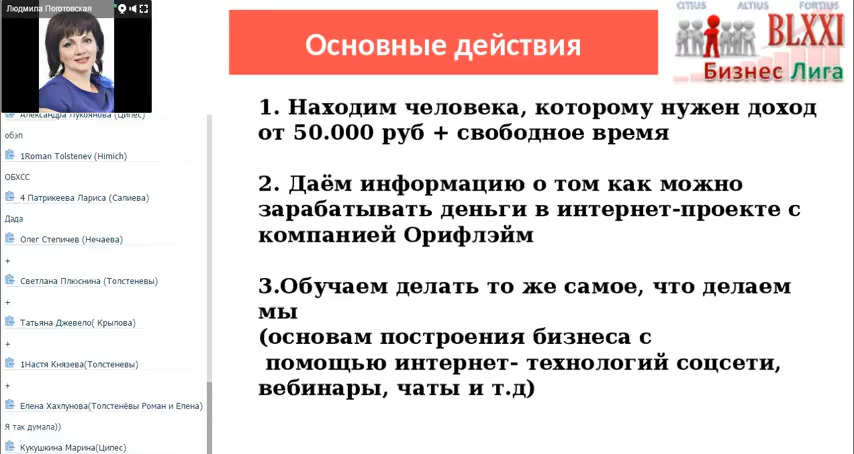 Людмила Поготовская
Александра Лукоянова (Ципес)
обэп
1Roman Tolstenev (Himich)
ОБХСС
4 Патрикеева Лариса (Салиева)
Дада
Олег Степичев (Нечаева)
+
Светлана Плюснина (Толстеневы)
+
Татьяна Джевело( Крылова)
+
1Настя Князева(Толстеневы)
+
Елена Хахлунова(Толстенёвы Роман и Елена)
Я так думала))
Кукушкина Марина(Ципес)
Основные действия
CITIUS ALTIUS FORTIUS
BLXXI
Бизнес Лига
1. Находим человека, которому нужен доход
от 50.000 руб + свободное время
2. Даём информацию о том как можно
зарабатывать деньги в интернет-проекте с
компанией Орифлэйм
3.Обучаем делать то же самое, что делаем
мы
(основам построения бизнеса с
помощью интернет- технологий соцсети,
вебинары, чаты и т.д)